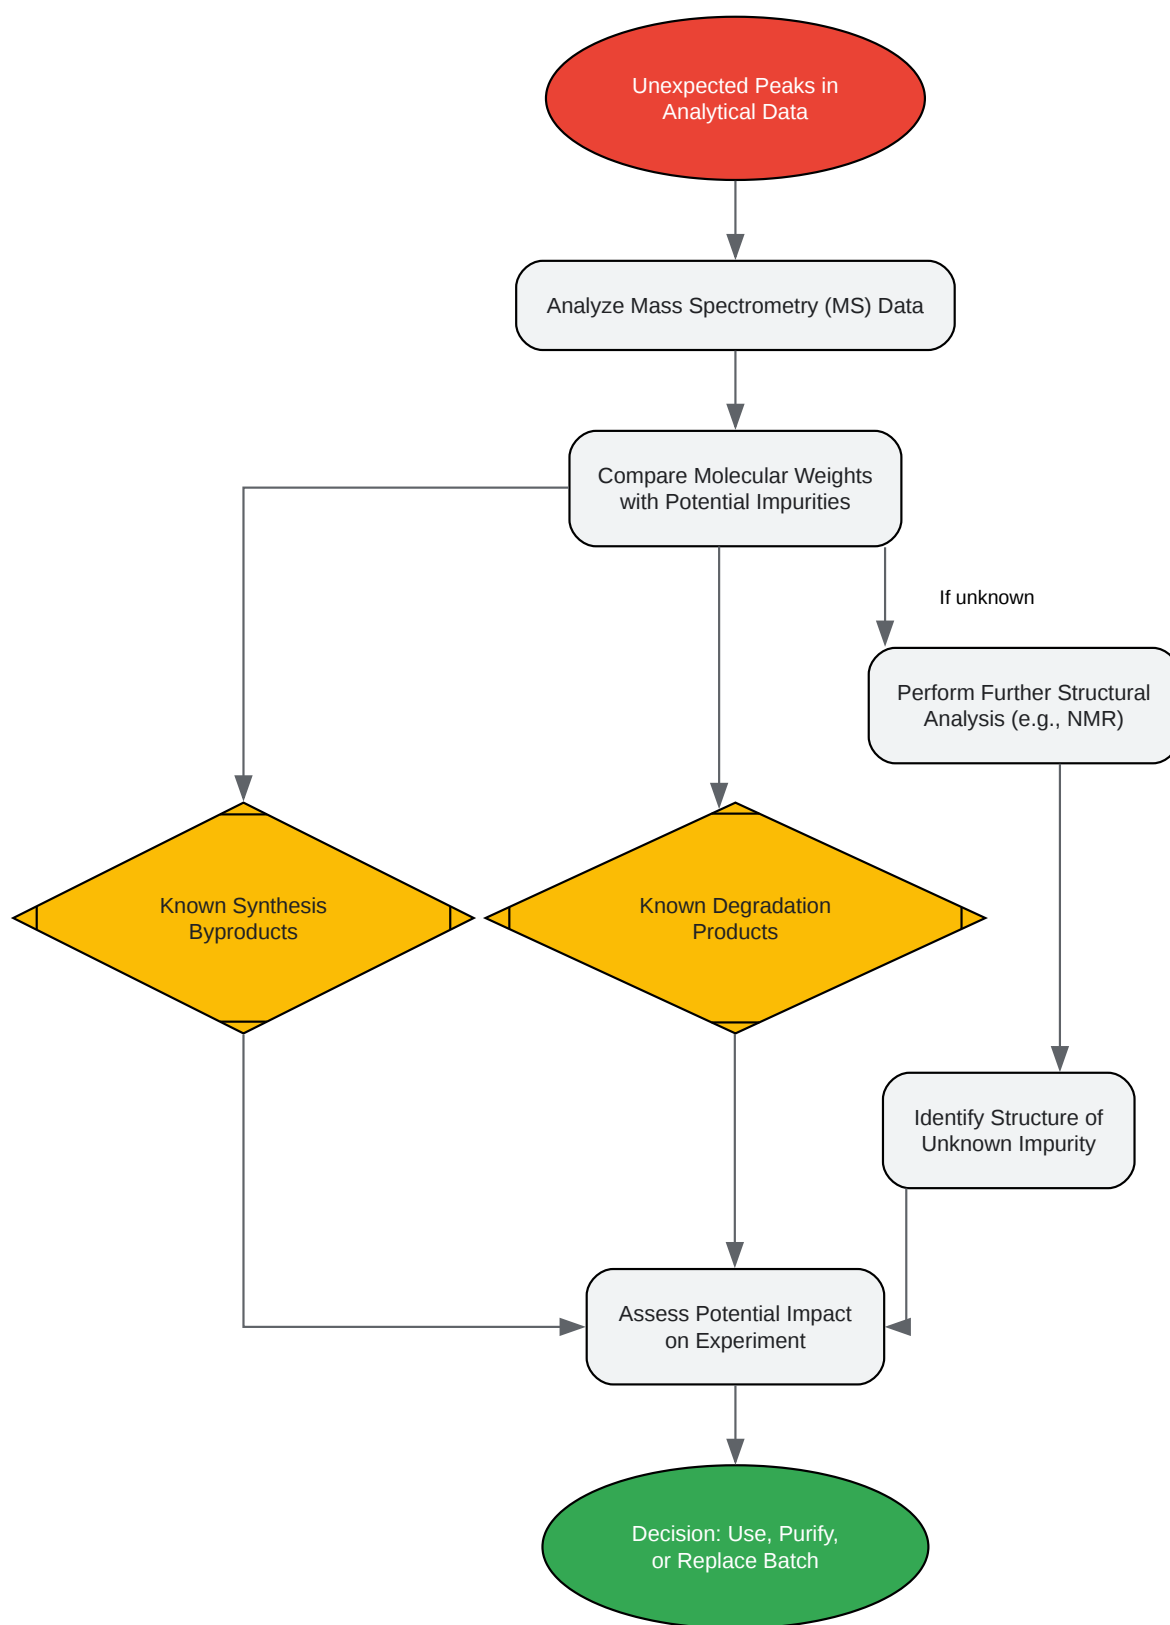 Unexpected Peaks in
Analytical Data
Analyze Mass Spectrometry (MS) Data
Compare Molecular Weights
with Potential Impurities
If unknown
Perform Further Structural
Analysis (e.g., NMR)
Known Synthesis
Byproducts
Known Degradation
Products
Identify Structure of
Unknown Impurity
Assess Potential Impact
on Experiment
Decision: Use, Purify,
or Replace Batch